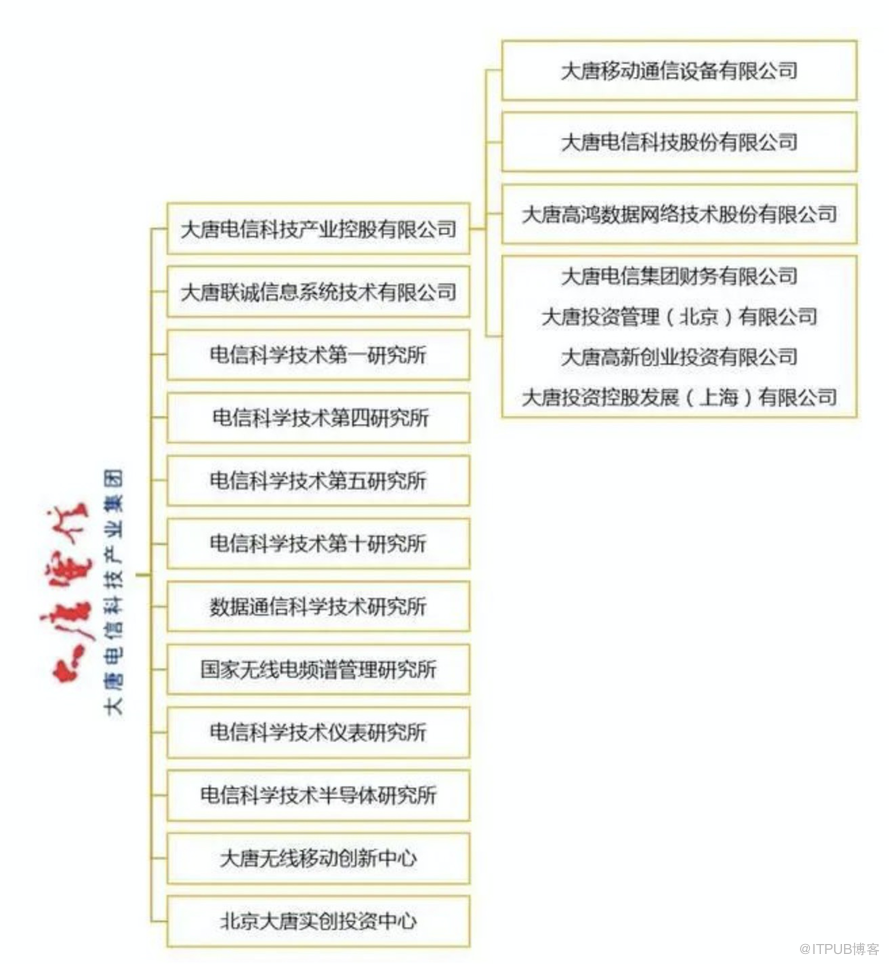 大唐电信
大唐电信科技产业集团
大唐电信科技产业控股有限公司
大唐联诚信息系统技术有限公司
电信科学技术第一研究所
电信科学技术第四研究所
电信科学技术第五研究所
电信科学技术第十研究所
数据通信科学技术研究所
国家无线电频谱管理研究所
电信科学技术仪表研究所
电信科学技术半导体研究所
大唐无线移动创新中心
北京大唐实创投资中心
大唐移动通信设备有限公司
大唐电信科技股份有限公司
大唐高鸿数据网络技术股份有限公司
大唐电信集团财务有限公司
大唐投资管理（北京）有限公司
大唐高新创业投资有限公司
大唐投资控股发展（上海）有限公司
@ITPUB博客